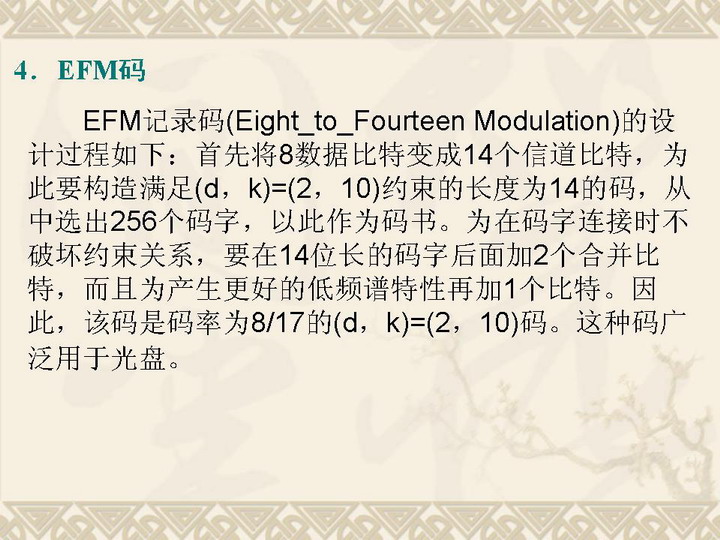 4．EFM码
EFM记录码(Eight_to_Fourteen Modulation)的设
计过程如下：首先将8数据比特变成14个信道比特，为
此要构造满足(d，k)=(2，10)约束的长度为14的码，从
中选出256个码字，以此作为码书。为在码字连接时不
破坏约束关系，要在14位长的码字后面加2个合并比
特，而且为产生更好的低频谱特性再加1个比特。因
此，该码是码率为8/17的(d，k)=(2，10)码。这种码广
泛用于光盘。